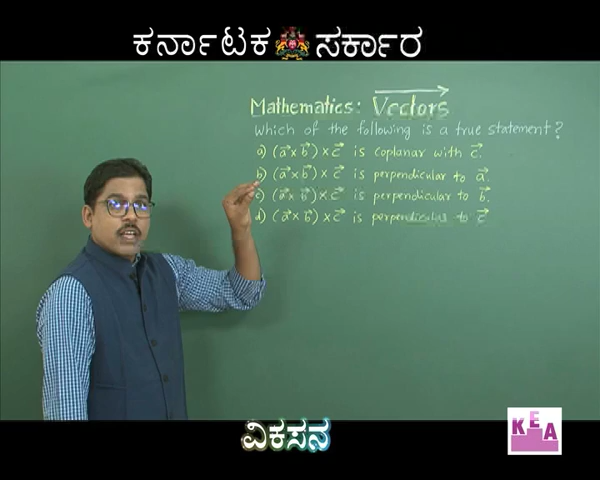 ಕರ್ನಾಟಕ ಸರ್ಕಾರ
Mathematics: Vectors
Which of the following is a true statement?
a) (a⃗ × b⃗) × c⃗ is coplanar with c⃗.
b) (a⃗ × b⃗) × c⃗ is perpendicular to a⃗.
c) (a⃗ × b⃗) × c⃗ is perpendicular to b⃗.
d) (a⃗ × b⃗) × c⃗ is perpendicular to c⃗
ವಿಕಸನ
KEA